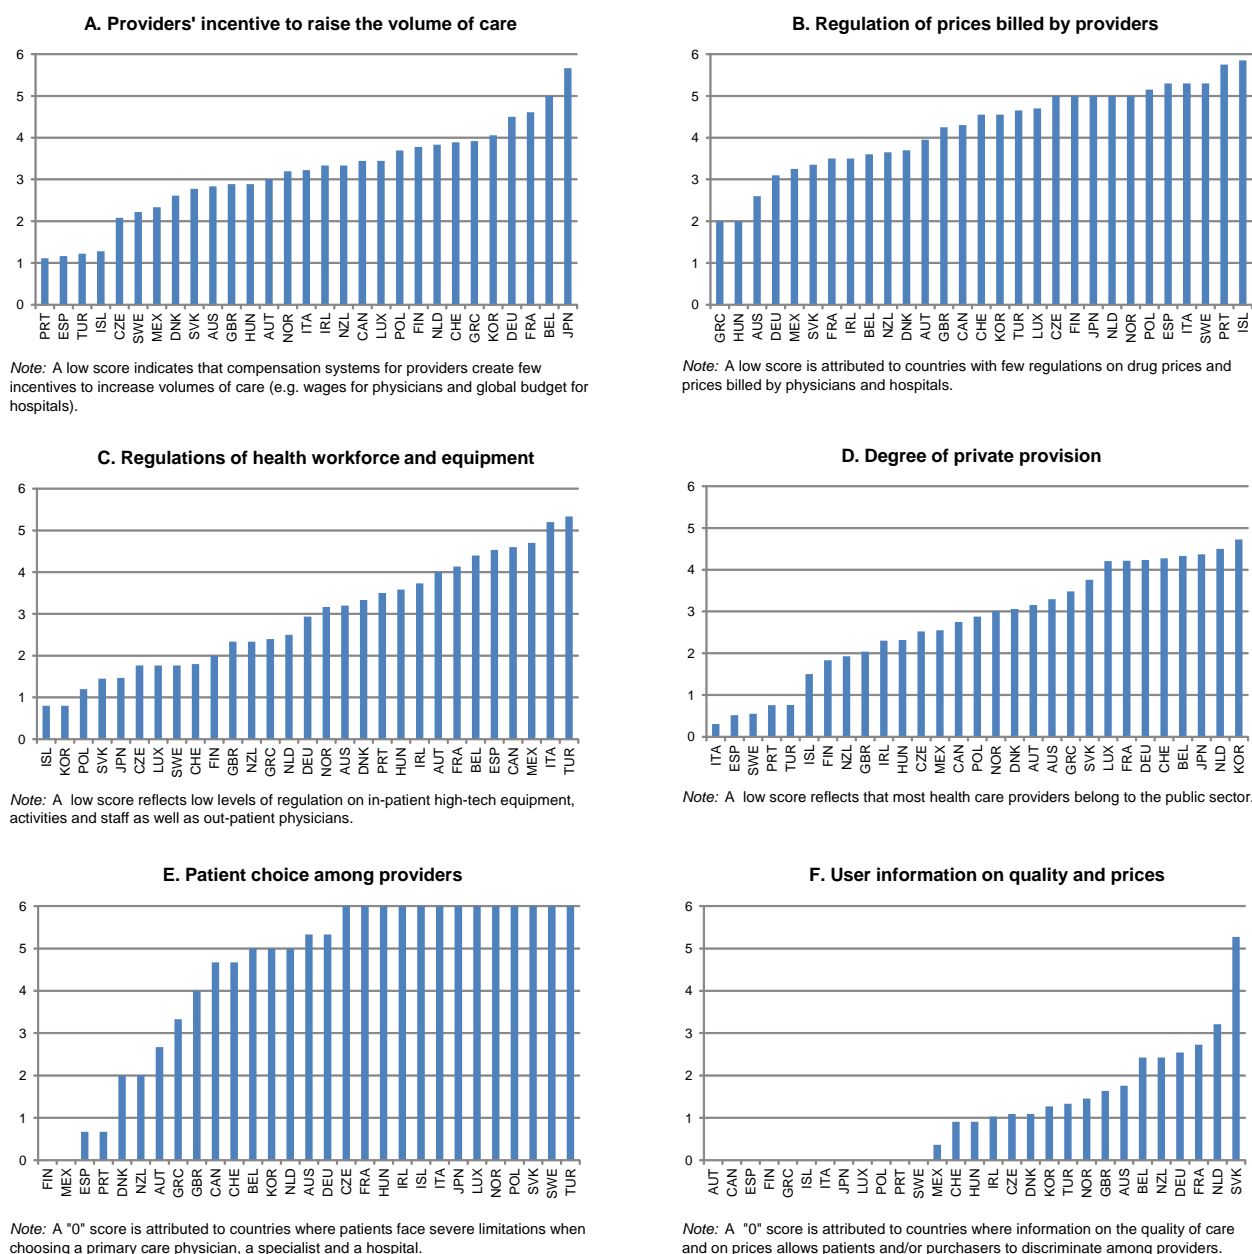 A. Providers' incentive to raise the volume of care
6
5
4
3
2
1
0
PRT ESP TUR ISL CZE SWE MEX DNK SVK AUS GBR HUN AUT NOR ITA IRL NZL CAN LUX POL FIN NLD CHE GRC KOR DEU FRA BEL JPN
Note: A low score indicates that compensation systems for providers create few
incentives to increase volumes of care (e.g. wages for physicians and global budget for
hospitals).
B. Regulation of prices billed by providers
6
5
4
3
2
1
0
GRC HUN AUS DEU MEX SVK FRA IRL BEL NZL DNK AUT GBR CAN CHE KOR TUR LUX CZE FIN JPN NLD NOR POL ESP ITA SWE PRT ISL
Note: A low score is attributed to countries with few regulations on drug prices and
prices billed by physicians and hospitals.
C. Regulations of health workforce and equipment
6
5
4
3
2
1
0
ISL KOR POL SVK JPN CZE LUX SWE CHE FIN GBR NZL GRC NLD DEU NOR AUS DNK PRT HUN IRL AUT FRA BEL ESP CAN MEX ITA TUR
Note: A low score reflects low levels of regulation on in-patient high-tech equipment,
activities and staff as well as out-patient physicians.
D. Degree of private provision
6
5
4
3
2
1
0
ITA ESP SWE PRT TUR ISL FIN NZL GBR IRL HUN CZE MEX CAN POL NOR DNK AUT AUS GRC SVK LUX FRA DEU CHE BEL JPN NLD KOR
Note: A low score reflects that most health care providers belong to the public sector.
E. Patient choice among providers
6
5
4
3
2
1
0
FIN MEX ESP PRT DNK NZL AUT GRC GBR CAN CHE BEL KOR NLD AUS DEU CZE FRA HUN IRL ISL ITA JPN LUX NOR POL SVK SWE TUR
Note: A "0" score is attributed to countries where patients face severe limitations when
choosing a primary care physician, a specialist and a hospital.
F. User information on quality and prices
6
5
4
3
2
1
0
AUT CAN ESP FIN GRC ISL ITA JPN LUX POL PRT SWE MEX CHE HUN IRL CZE DNK KOR TUR NOR GBR AUS BEL NZL DEU FRA NLD SVK
Note: A "0" score is attributed to countries where information on the quality of care
and on prices allows patients and/or purchasers to discriminate among providers.